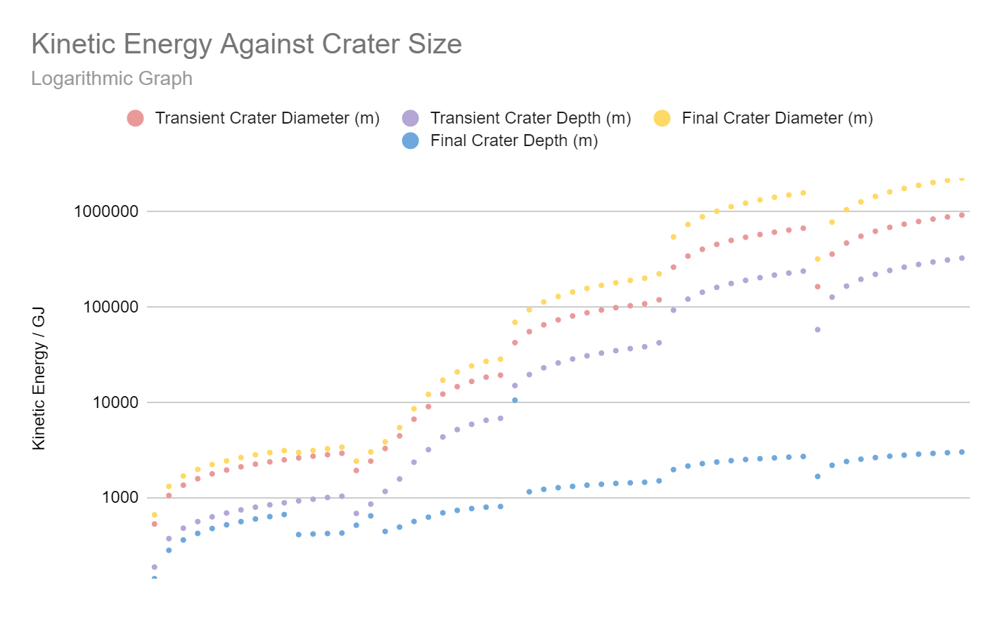 Kinetic Energy Against Crater Size
Logarithmic Graph
Transient Crater Diameter (m)
Transient Crater Depth (m)
Final Crater Diameter (m)
Final Crater Depth (m)
1000000
100000
10000
1000
Kinetic Energy / GJ